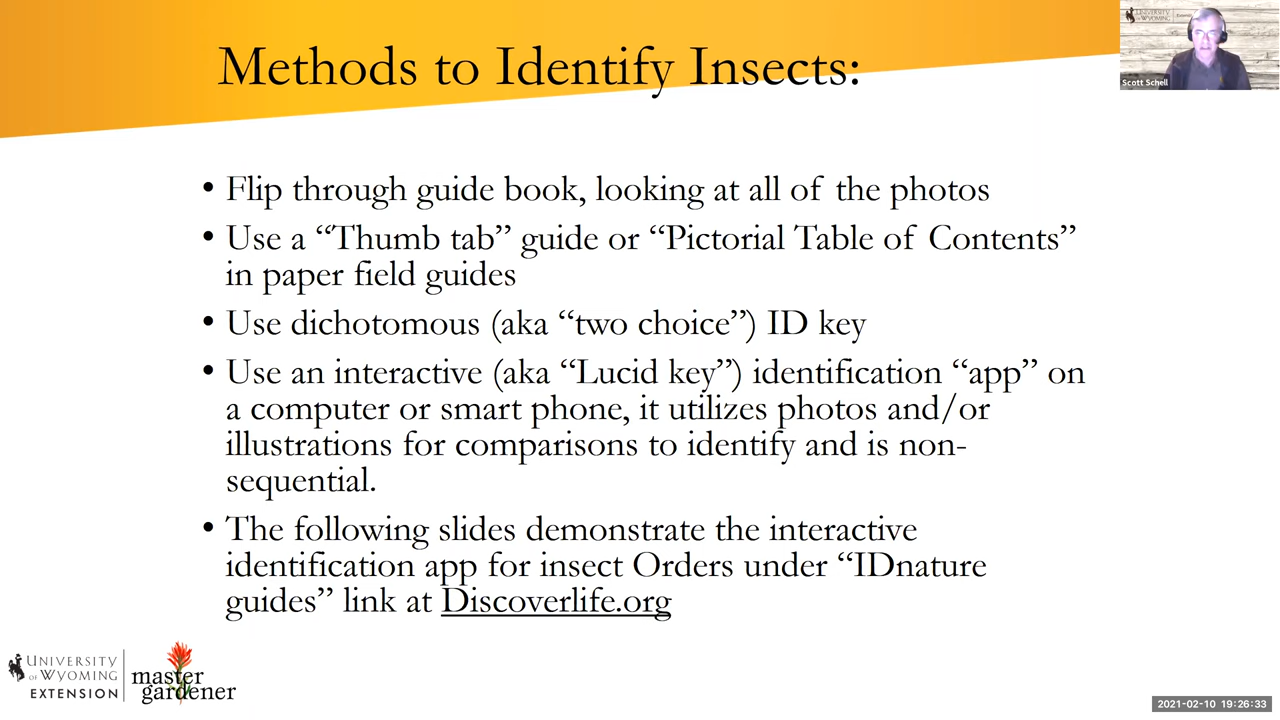 Methods to Identify Insects:
UNIVERSITY
OF WYOMING
Scott Schell
• Flip through guide book, looking at all of the photos
• Use a “Thumb tab” guide or “Pictorial Table of Contents”
in paper field guides
• Use dichotomous (aka “two choice”) ID key
• Use an interactive (aka “Lucid key”) identification “app” on
a computer or smart phone, it utilizes photos and/or
illustrations for comparisons to identify and is non-
sequential.
• The following slides demonstrate the interactive
identification app for insect Orders under “IDnature
guides” link at Discoverlife.org
UNIVERSITY
OF WYOMING
EXTENSION
master
gardener
2021-02-10 19:26:33